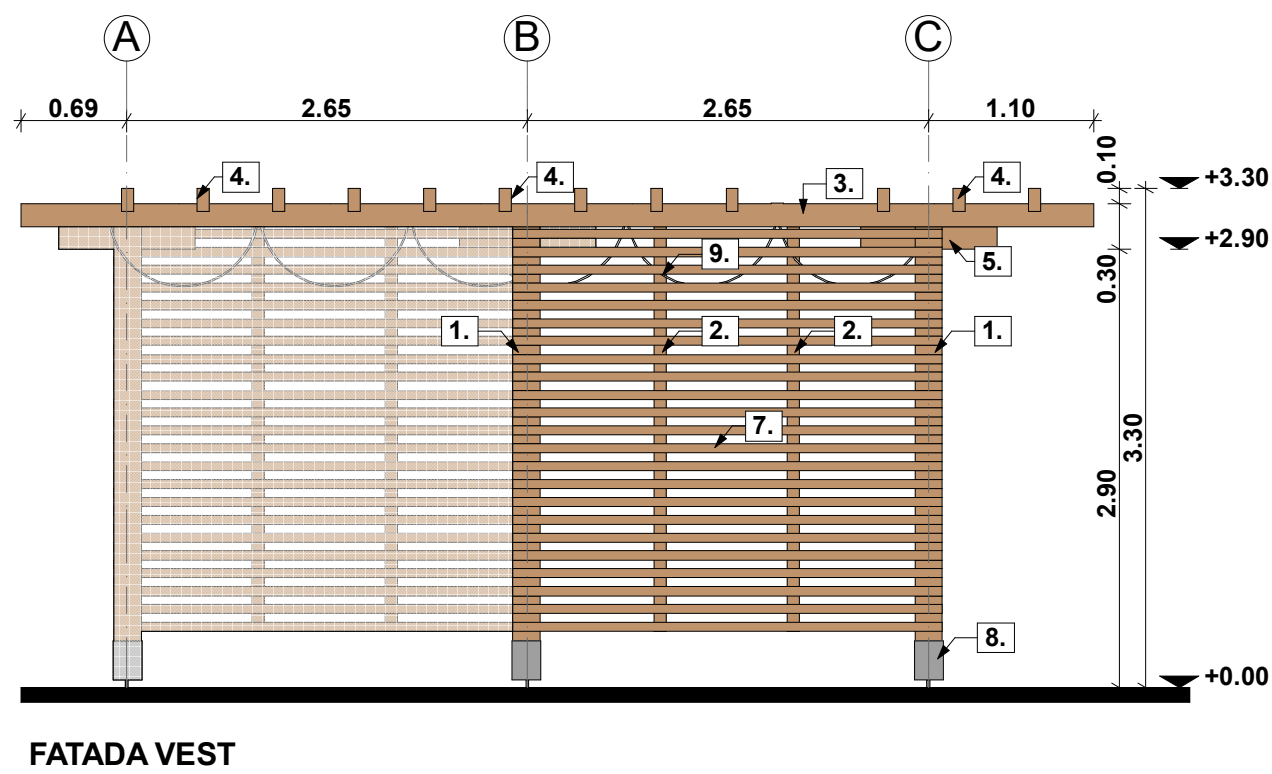 A B C
0.69 2.65 2.65 1.10
0.10
+3.30
4. 4. 3. 4.
+2.90
9. 5.
0.30
1. 2. 2. 1.
7.
3.30
2.90
8.
+0.00
FATADA VEST